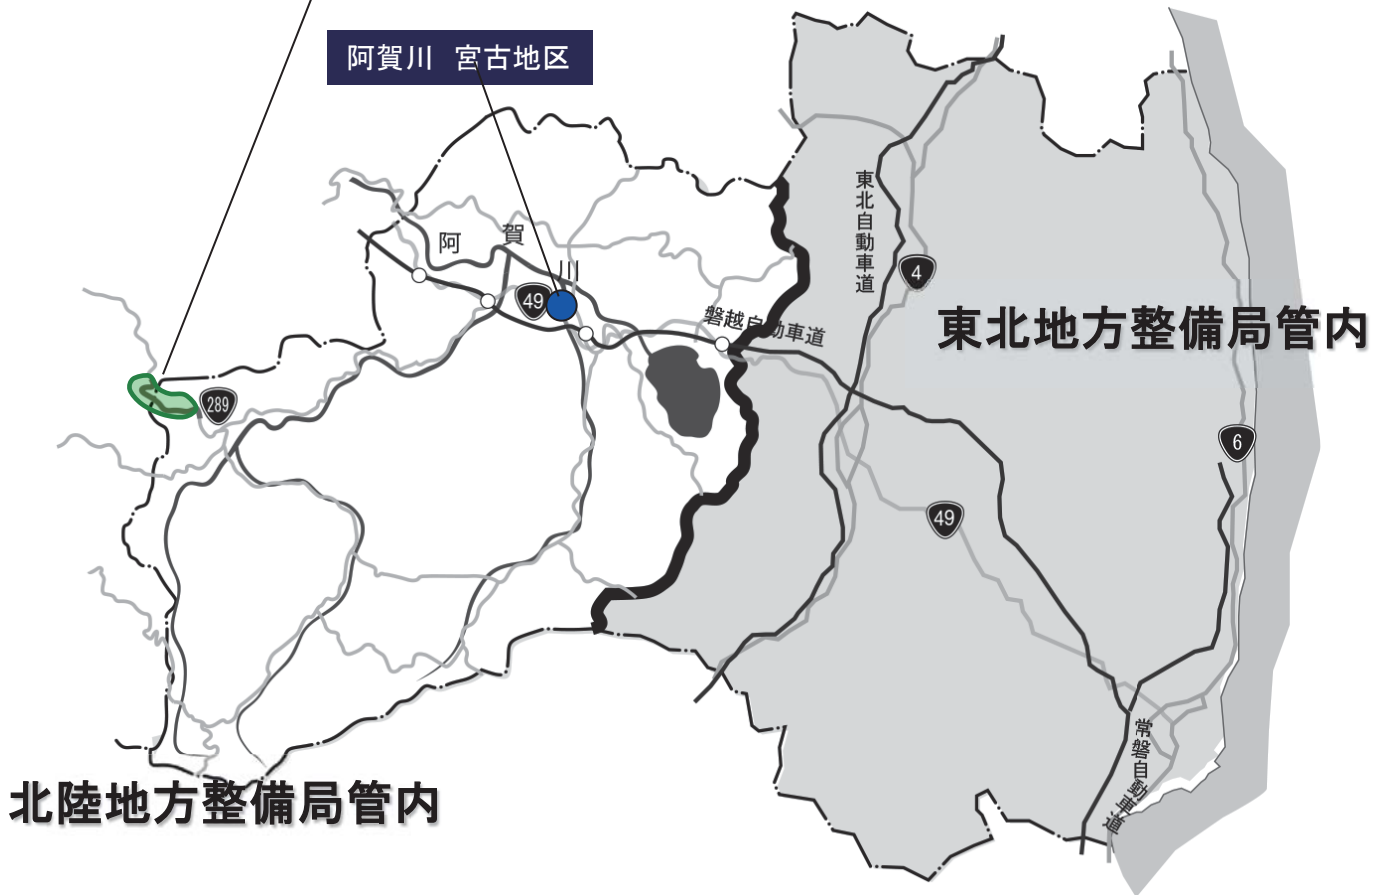 阿賀川 宮古地区
阿 賀 川
東北自動車道
4
49
磐越自動車道
東北地方整備局管内
289
6
49
常磐自動車道
北陸地方整備局管内